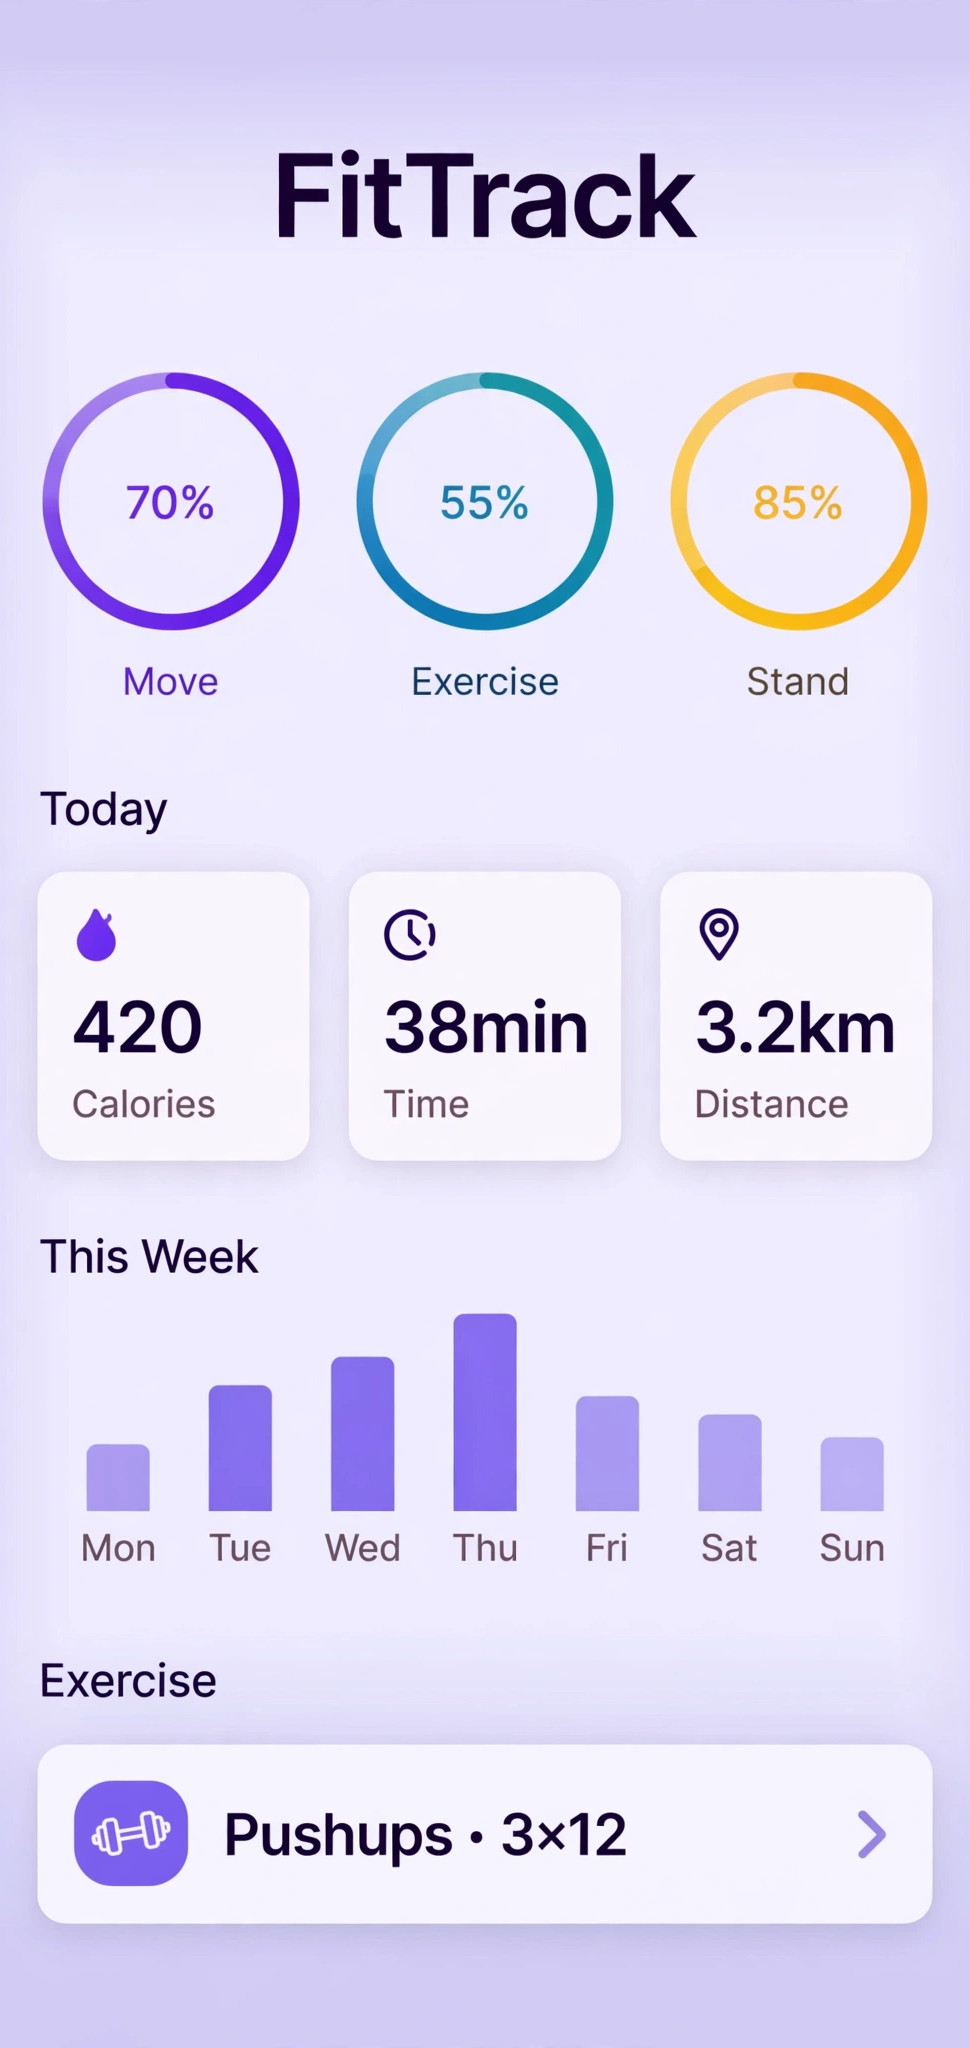 FitTrack
70% 55% 85%
Move Exercise Stand
Today
420 38min 3.2km
Calories Time Distance
This Week
Mon Tue Wed Thu Fri Sat Sun
Exercise
Pushups • 3×12